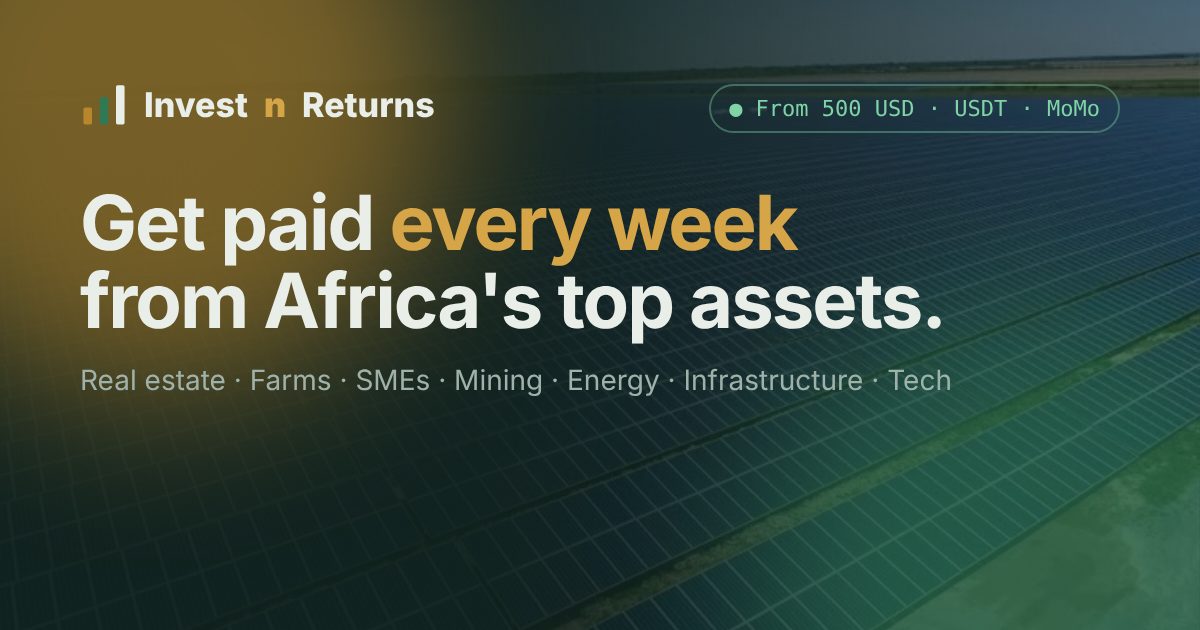 Invest n Returns
● From 500 USD · USDT · MoMo
Get paid every week
from Africa's top assets.
Real estate · Farms · SMEs · Mining · Energy · Infrastructure · Tech